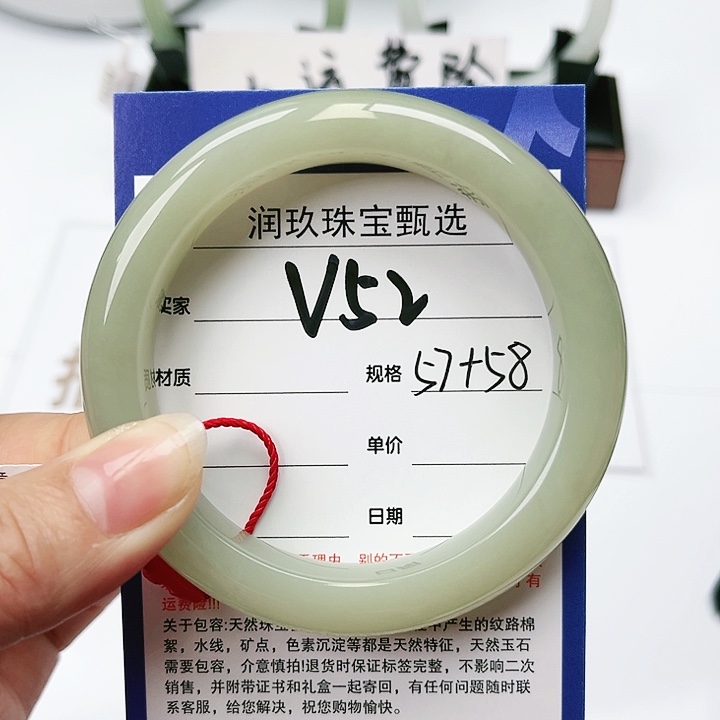 运费险
润玖珠宝甄选
V52
买家
材质
规格 57+58
单价
日期
运费险!!!
关于包容:天然珠宝
产生的纹路棉
絮，水线，矿点，色素沉淀等都是天然特征，天然玉石
需要包容，介意慎拍!退货时保证标签完整，不影响二次
销售，并附带证书和礼盒一起寄回，有任何问题随时联
系客服，给您解决，祝您购物愉快。